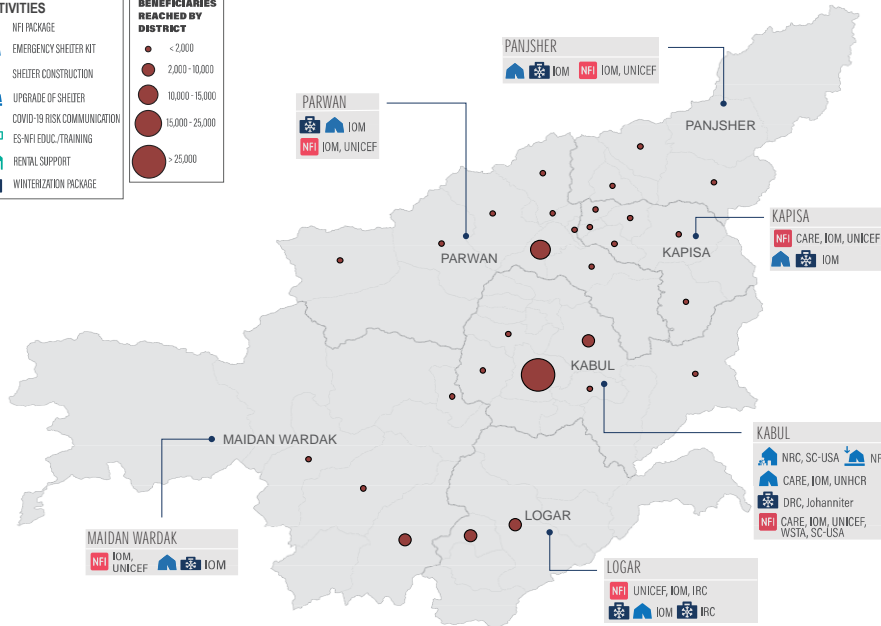 NFI PACKAGE
EMERGENCY SHELTER KIT
SHELTER CONSTRUCTION
UPGRADE OF SHELTER
COVID-19 RISK COMMUNICATION
ES-NFI EDUC./TRAINING
RENTAL SUPPORT
WINTERIZATION PACKAGE
BENEFICIARIES
REACHED BY
DISTRICT
< 2,000
2,000 - 10,000
10,000 - 15,000
15,000 - 25,000
> 25,000
PANJSHER
IOM NFI IOM, UNICEF
PARWAN
IOM
NFI IOM, UNICEF
PANJSHER
KAPISA
NFI CARE, IOM, UNICEF
IOM
PARWAN
KAPISA
KABUL
MAIDAN WARDAK
KABUL
NRC, SC-USA
CARE, IOM, UNHCR
DRC, Johanniter
NFI CARE, IOM, UNICEF,
WSTA, SC-USA
LOGAR
MAIDAN WARDAK
NFI IOM,
UNICEF IOM
LOGAR
NFI UNICEF, IOM, IRC
IOM IRC